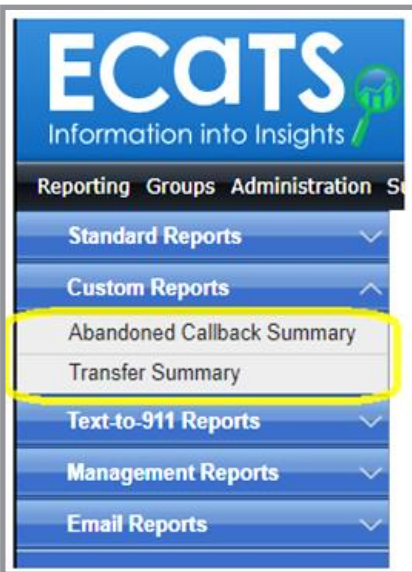 ECaTS
Information into Insights
Reporting Groups Administration
Standard Reports
Custom Reports
Abandoned Callback Summary
Transfer Summary
Text-to-911 Reports
Management Reports
Email Reports